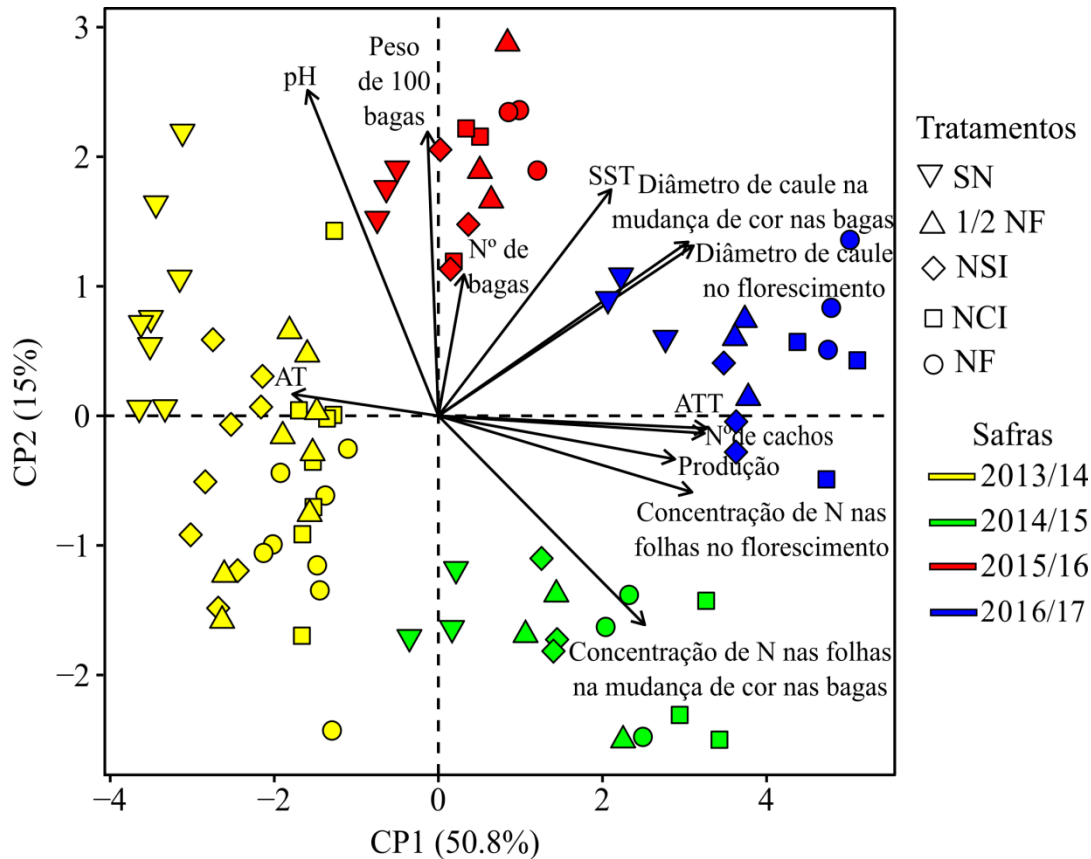 3
2
1
0
−1
−2
CP2 (15%)
−4
−2
0
2
4
CP1 (50.8%)
pH
Peso
de 100
bagas
SST
Diâmetro de caule na
mudança de cor nas bagas
Diâmetro de caule
no florescimento
Nº de
bagas
AT
ATT
Nº de cachos
Produção
Concentração de N nas
folhas no florescimento
Concentração de N nas folhas
na mudança de cor nas bagas
Tratamentos
SN
1/2 NF
NSI
NCI
NF
Safras
2013/14
2014/15
2015/16
2016/17